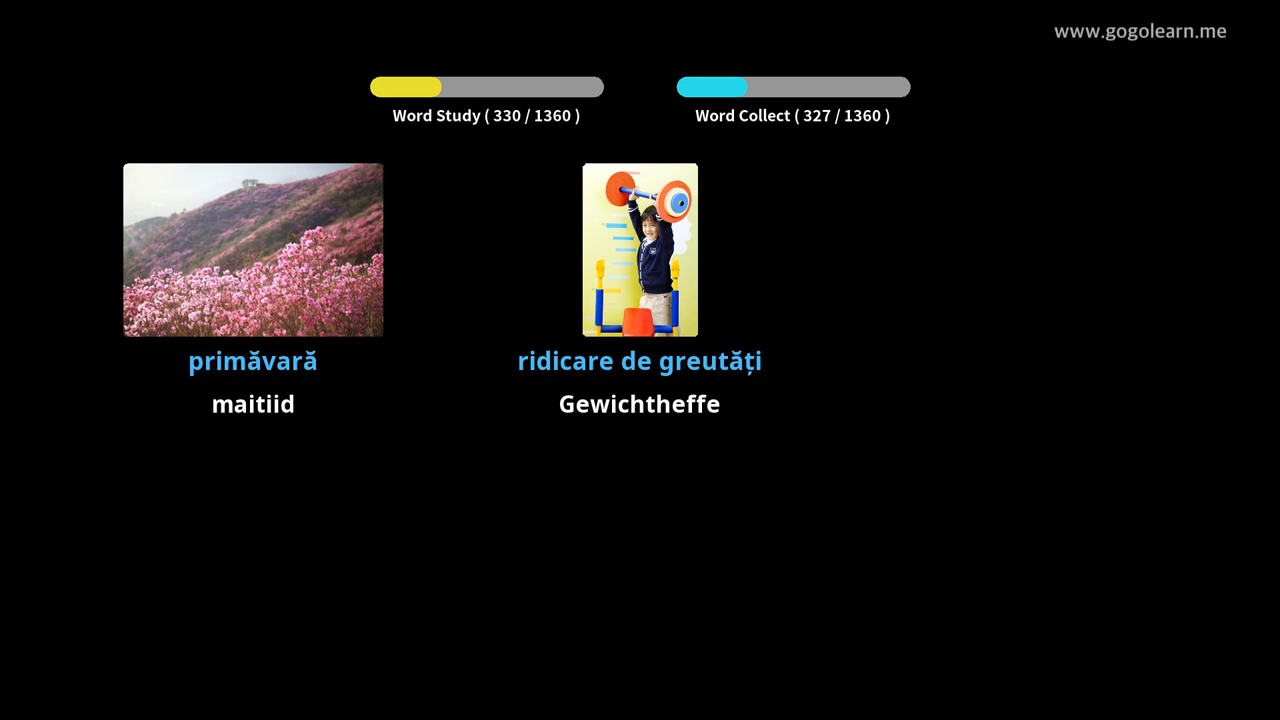 www.gogolearn.me
Word Study ( 330 / 1360 )
Word Collect ( 327 / 1360 )
primăvară
maitiid
ridicare de greutăți
Gewichtheffe